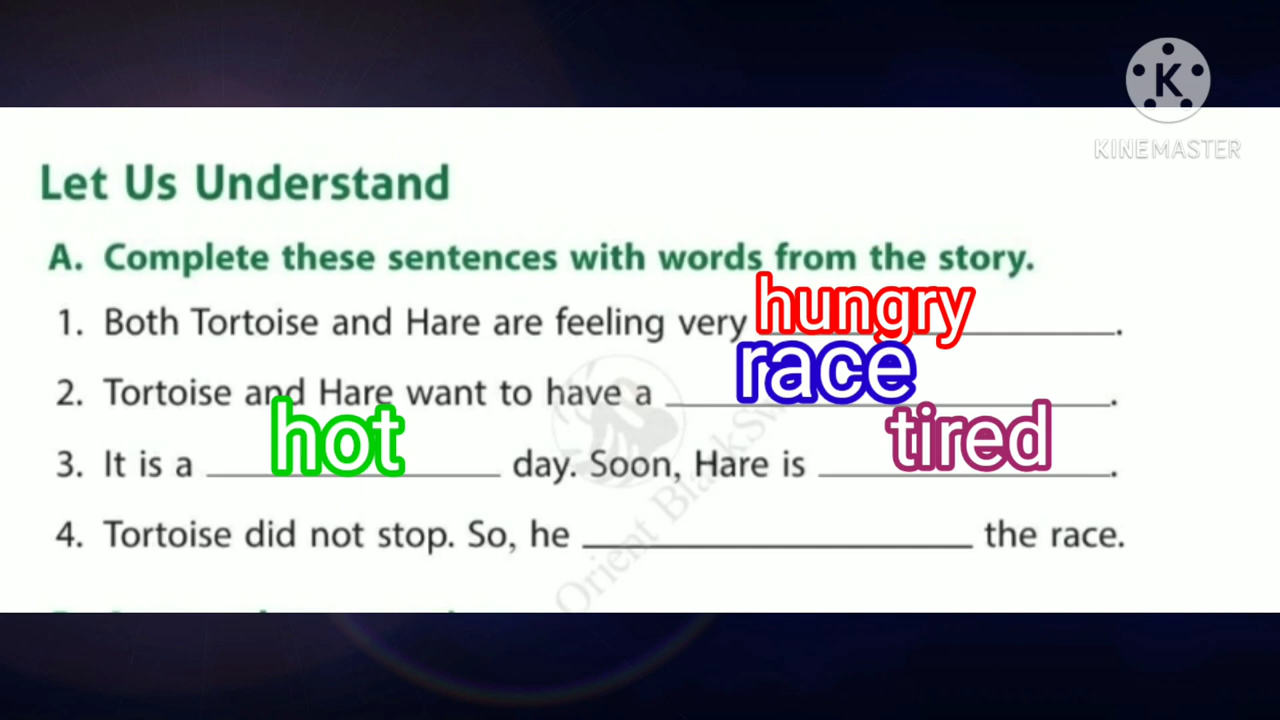 K
KINEMASTER
Let Us Understand
A. Complete these sentences with words from the story.
1. Both Tortoise and Hare are feeling very hungry.
2. Tortoise and Hare want to have a race.
3. It is a hot day. Soon, Hare is tired.
4. Tortoise did not stop. So, he ____________ the race.
Orient